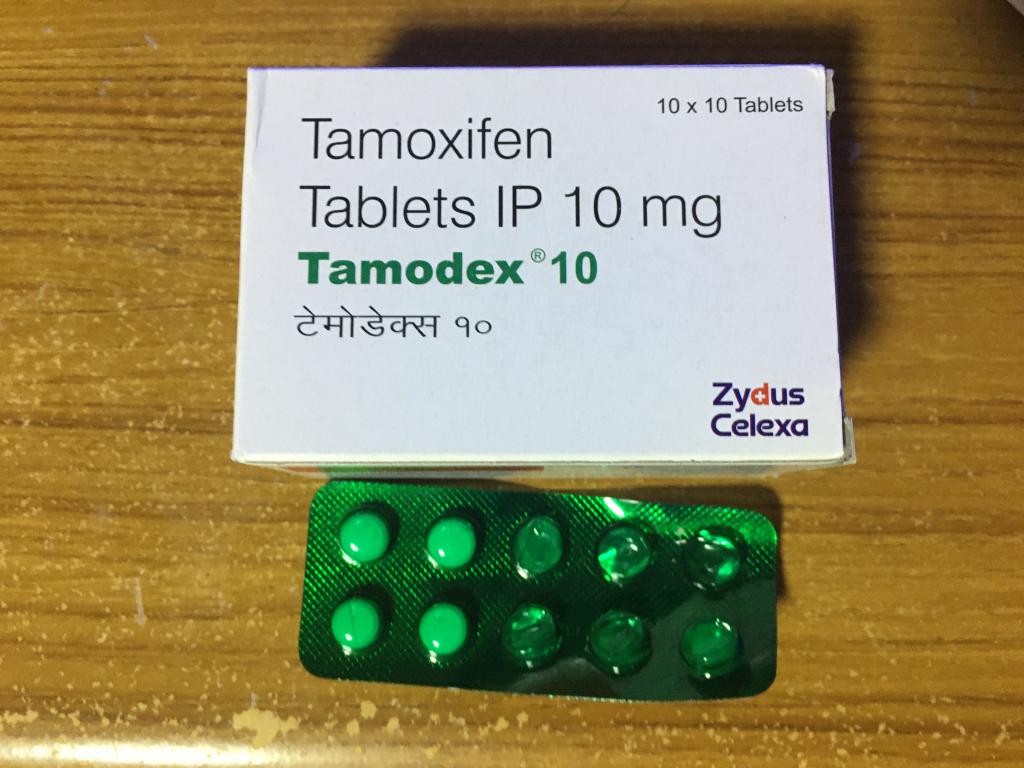 10 x 10 Tablets
Tamoxifen
Tablets IP 10 mg
Tamodex® 10
टेमोडेक्स १०
Zydus
Celexa